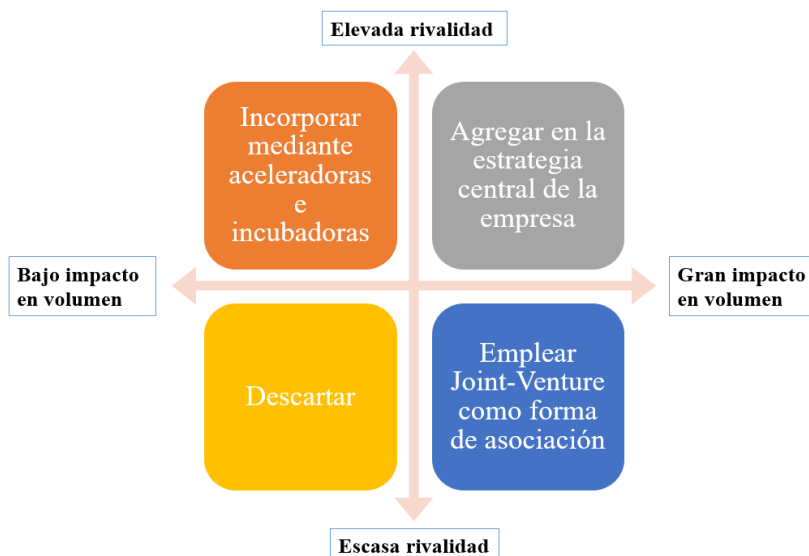 Elevada rivalidad
Incorporar
mediante
aceleradoras
e
incubadoras
Agregar en la
estrategia
central de la
empresa
Bajo impacto
en volumen
Gran impacto
en volumen
Descartar
Emplear
Joint-Venture
como forma
de asociación
Escasa rivalidad